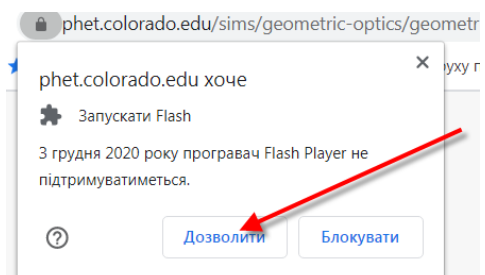 phet.colorado.edu/sims/geometric-optics/geometr
руху п
phet.colorado.edu хоче
Запускати Flash
З грудня 2020 року програвач Flash Player не
підтримуватиметься.
Дозволити
Блокувати